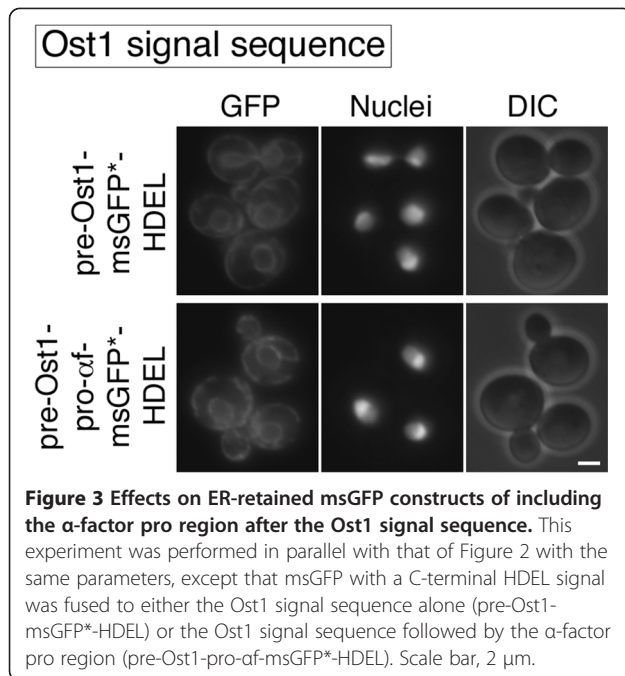 Ost1 signal sequence
GFP Nuclei DIC
pre-Ost1-
msGFP*-
HDEL
pre-Ost1-
pro-αf-
msGFP*-
HDEL
Figure 3 Effects on ER-retained msGFP constructs of including
the α-factor pro region after the Ost1 signal sequence. This
experiment was performed in parallel with that of Figure 2 with the
same parameters, except that msGFP with a C-terminal HDEL signal
was fused to either the Ost1 signal sequence alone (pre-Ost1-
msGFP*-HDEL) or the Ost1 signal sequence followed by the α-factor
pro region (pre-Ost1-pro-αf-msGFP*-HDEL). Scale bar, 2 μm.